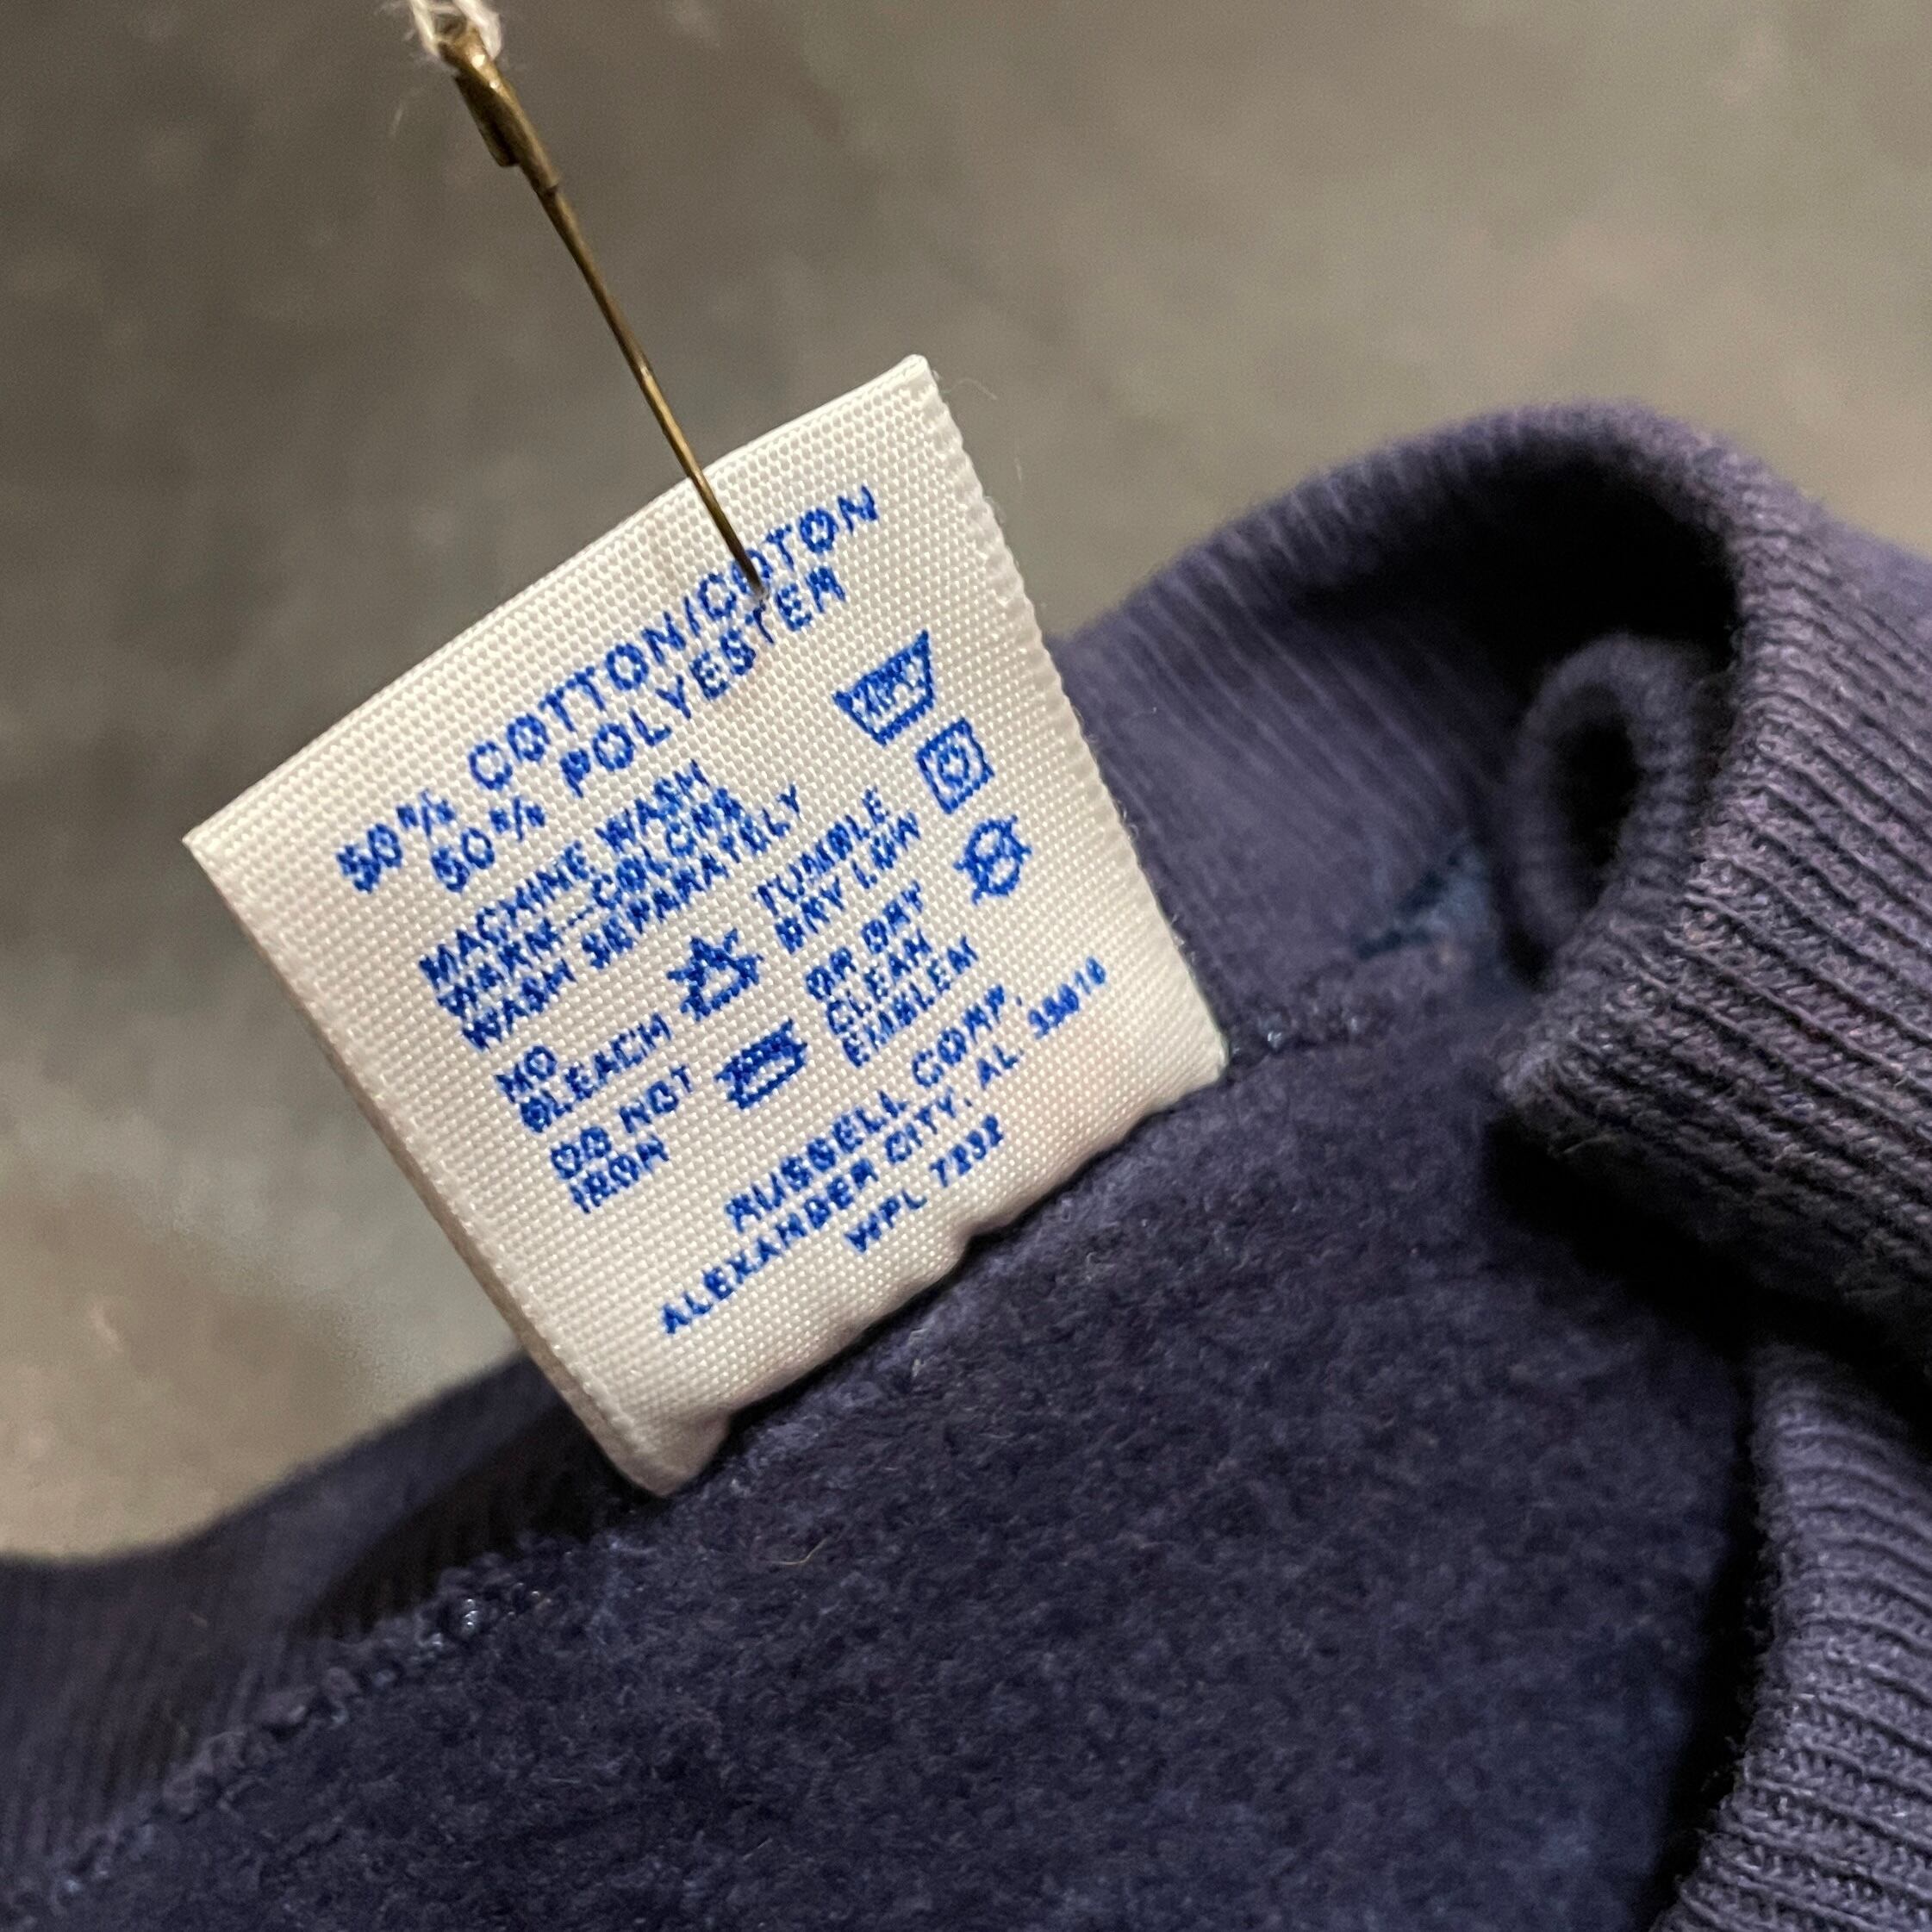 50% COTTON/COTON
50% POLYESTER
MACHINE WASH
WARM-COLORS
WASH SEPARATELY
NO
BLEACH
DO NOT
IRON
TUMBLE
DRY LOW
OR DRY
CLEAN
EMBLEM
RUSSELL CORP.
ALEXANDER CITY, AL 35010
WPL 7232